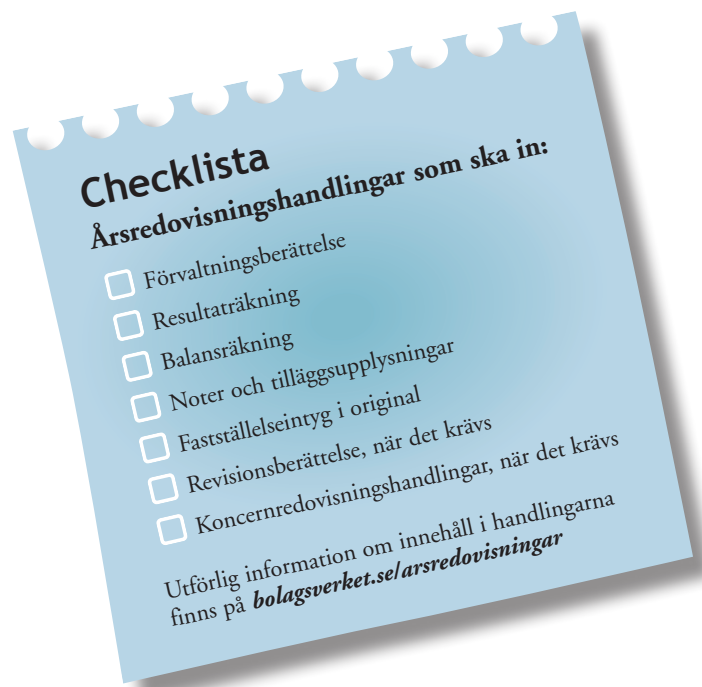 Checklista
Årsredovisningshandlingar som ska in:
Förvaltningsberättelse
Resultaträkning
Balansräkning
Noter och tilläggsupplysningar
Fastställelseintyg i original
Revisionsberättelse, när det krävs
Koncernredovisningshandlingar, när det krävs
Utförlig information om innehåll i handlingarna
finns på bolagsverket.se/arsredovisningar